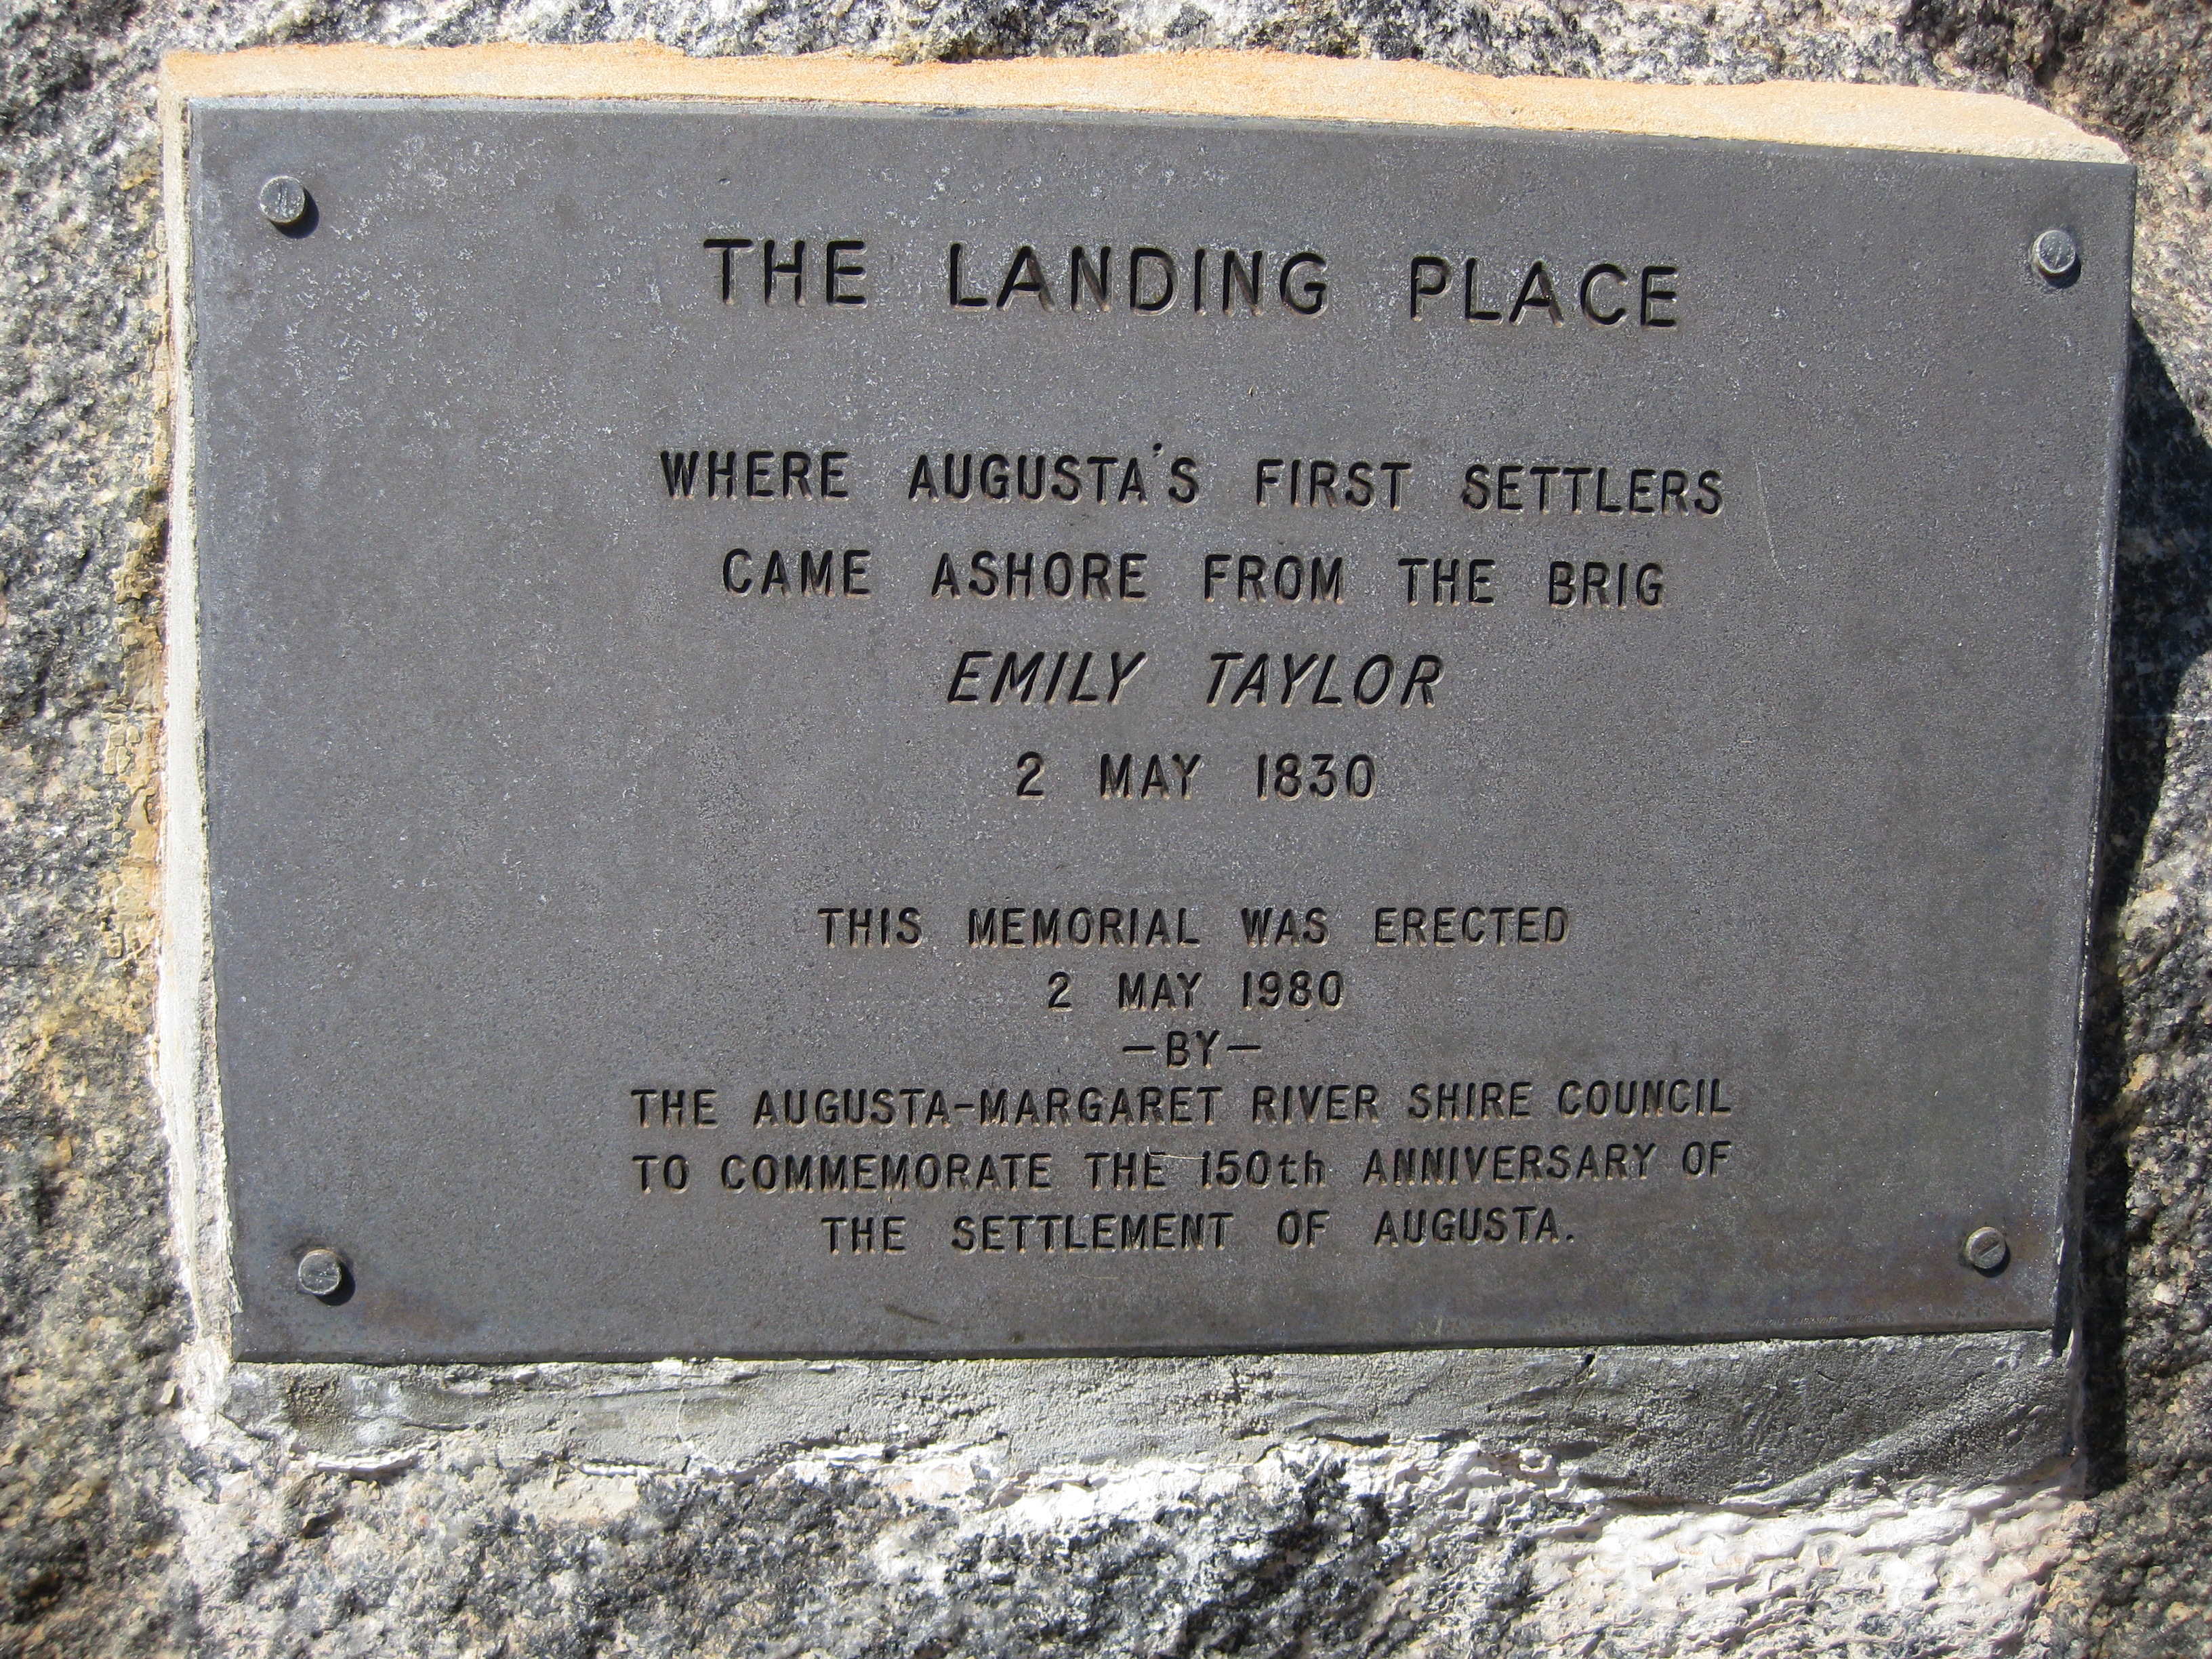 THE LANDING PLACE
WHERE AUGUSTA'S FIRST SETTLERS
CAME ASHORE FROM THE BRIG
EMILY TAYLOR
2 MAY 1830
THIS MEMORIAL WAS ERECTED
2 MAY 1980
—BY—
THE AUGUSTA-MARGARET RIVER SHIRE COUNCIL
TO COMMEMORATE THE 150th ANNIVERSARY OF
THE SETTLEMENT OF AUGUSTA.